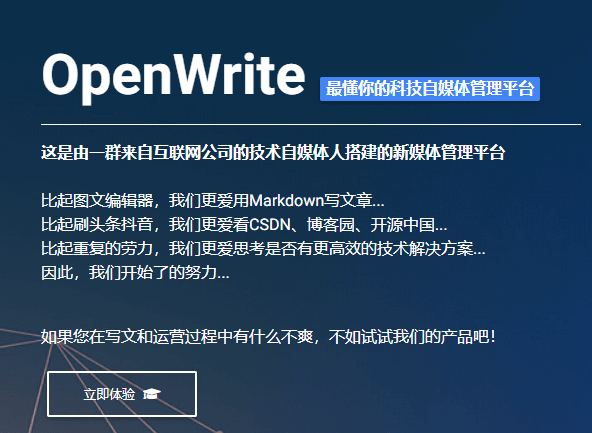 OpenWrite 最懂你的科技自媒体管理平台
这是由一群来自互联网公司的技术自媒体人搭建的新媒体管理平台
比起图文编辑器，我们更爱用Markdown写文章...
比起刷头条抖音，我们更爱看CSDN、博客园、开源中国...
比起重复的劳力，我们更爱思考是否有更高效的技术解决方案...
因此，我们开始了的努力...
如果您在写文和运营过程中有什么不爽，不如试试我们的产品吧！
立即体验